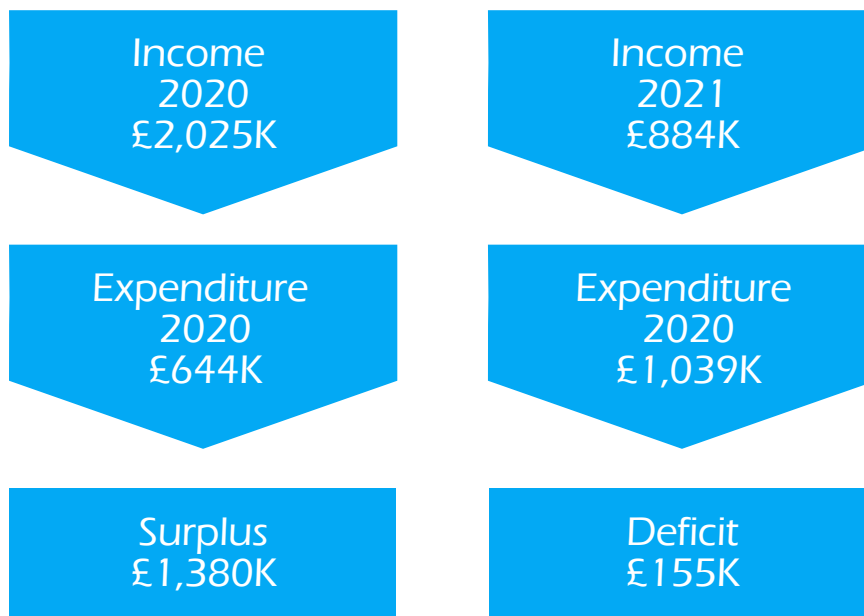 Income
2020
£2,025K
Income
2021
£884K
Expenditure
2020
£644K
Expenditure
2020
£1,039K
Surplus
£1,380K
Deficit
£155K